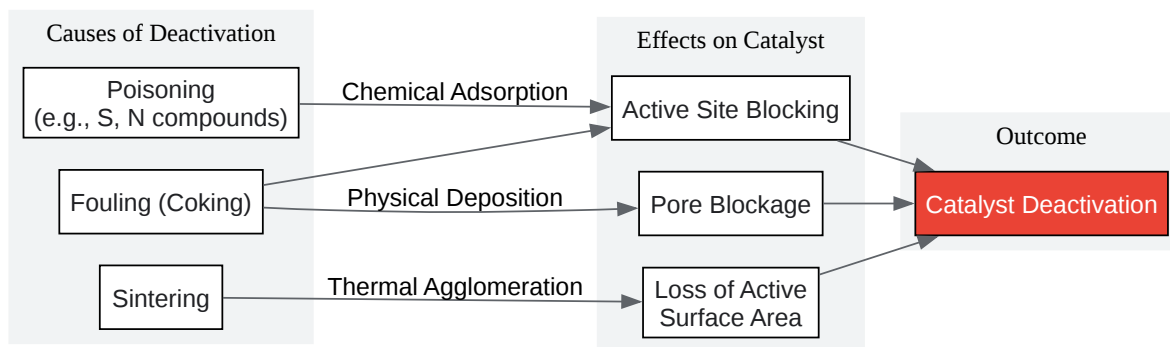 Causes of Deactivation
Poisoning
(e.g., S, N compounds)
Fouling (Coking)
Sintering
Chemical Adsorption
Physical Deposition
Thermal Agglomeration
Effects on Catalyst
Active Site Blocking
Pore Blockage
Loss of Active
Surface Area
Outcome
Catalyst Deactivation